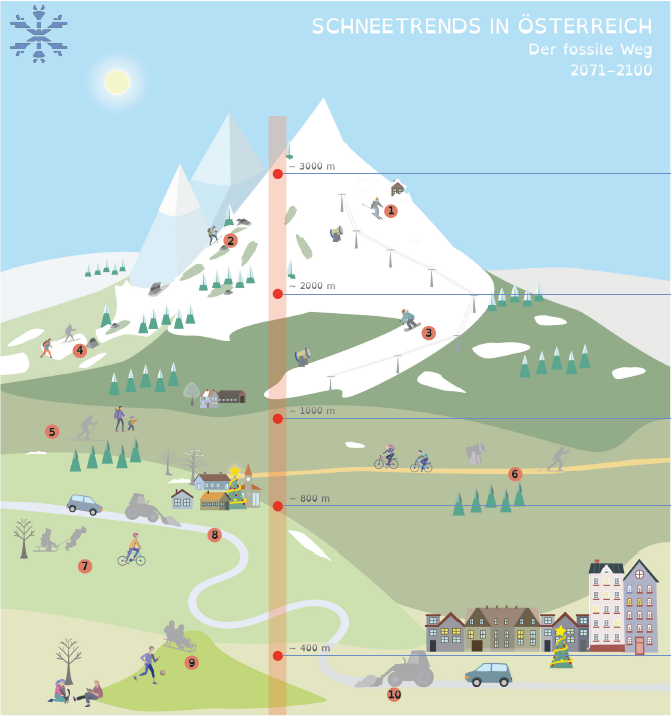 SCHNEETRENDS IN ÖSTERREICH
Der fossile Weg
2071–2100
~ 3000 m
1
2
~ 2000 m
3
4
~ 1000 m
5
6
~ 800 m
8
7
~ 400 m
9
10